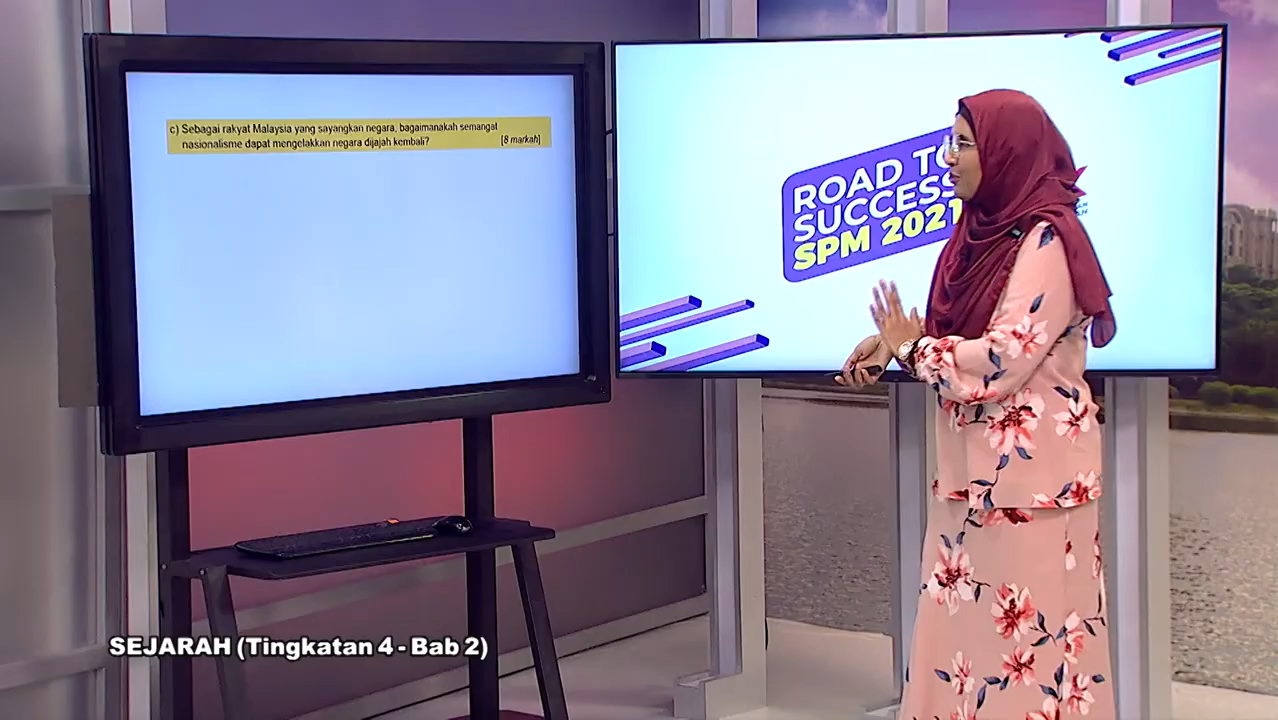 c) Sebagai rakyat Malaysia yang sayangkan negara, bagaimanakah semangat
nasionalisme dapat mengelakkan negara dijajah kembali? [8 markah]
ROAD TO
SUCCESS
SPM 2021
SEJARAH (Tingkatan 4 - Bab 2)